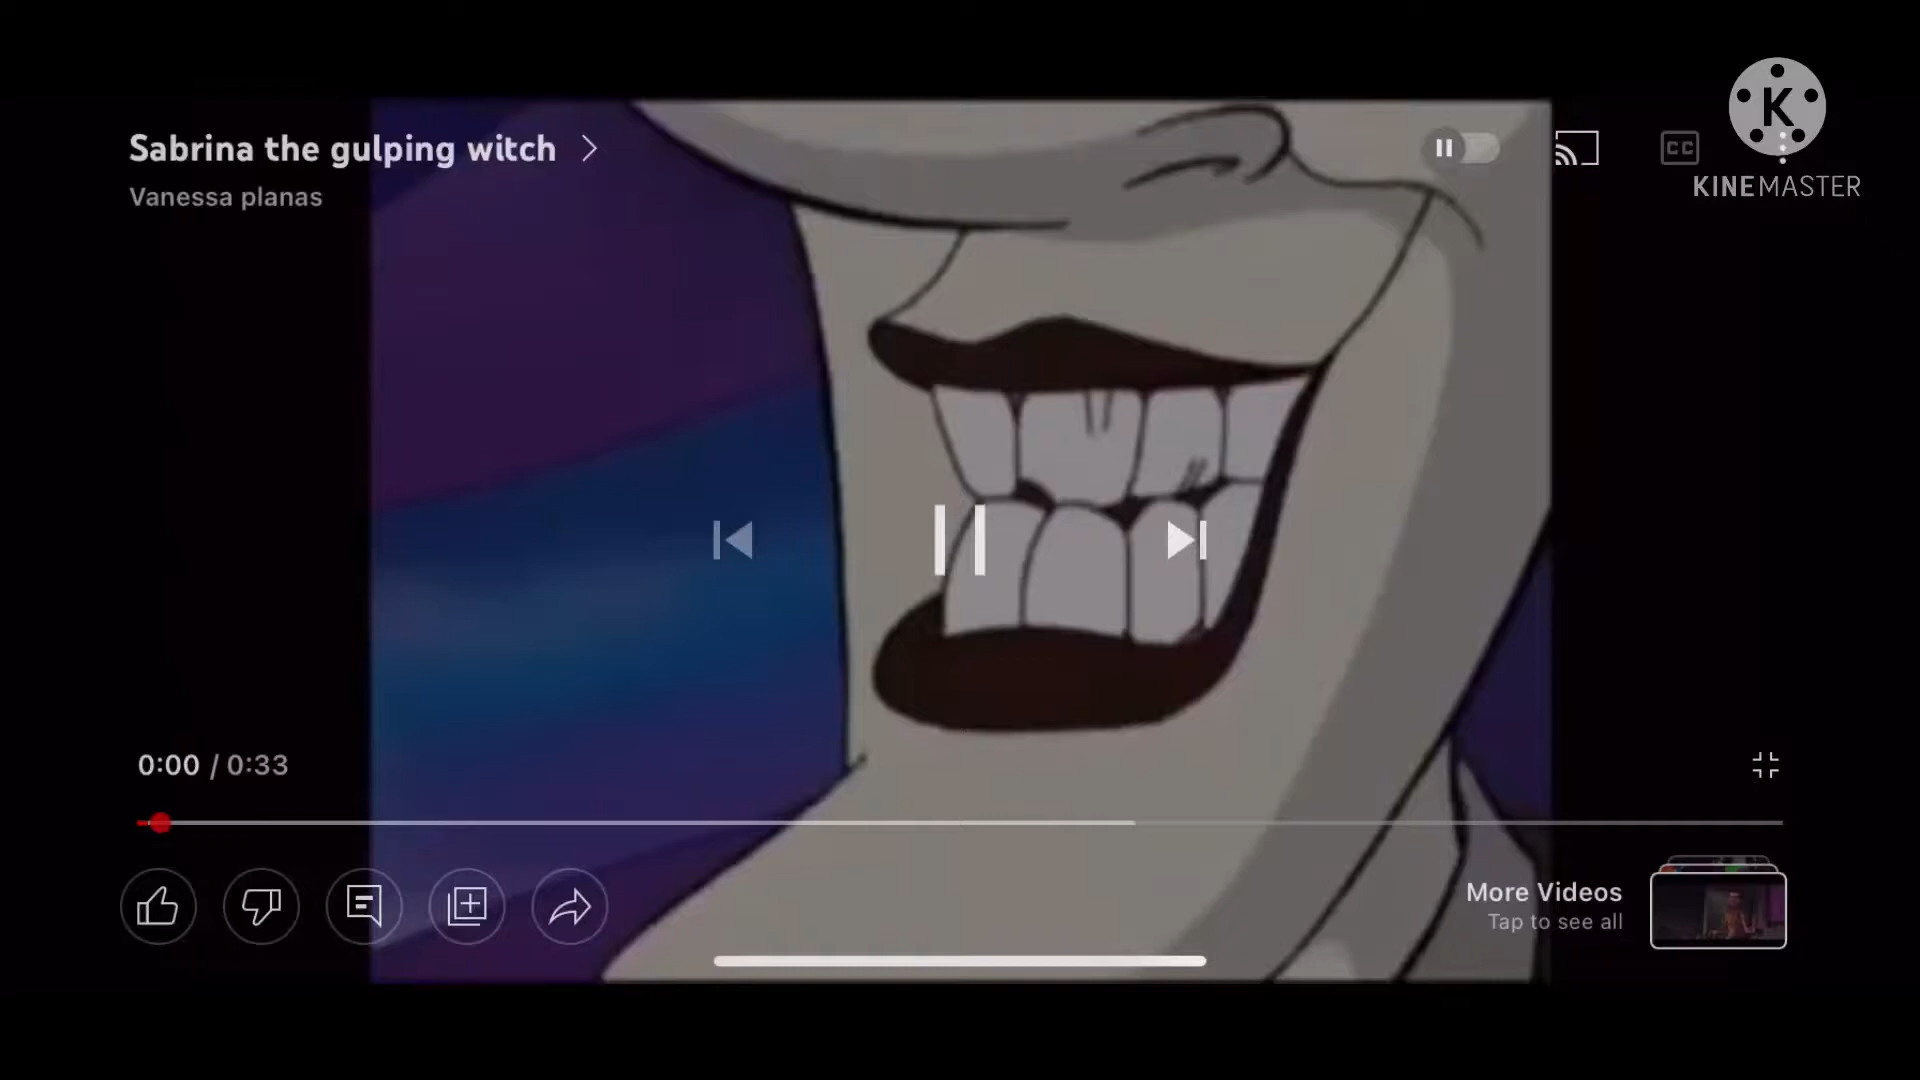 Sabrina the gulping witch
Vanessa planas
CC
K
KINEMASTER
0:00 / 0:33
More Videos
Tap to see all